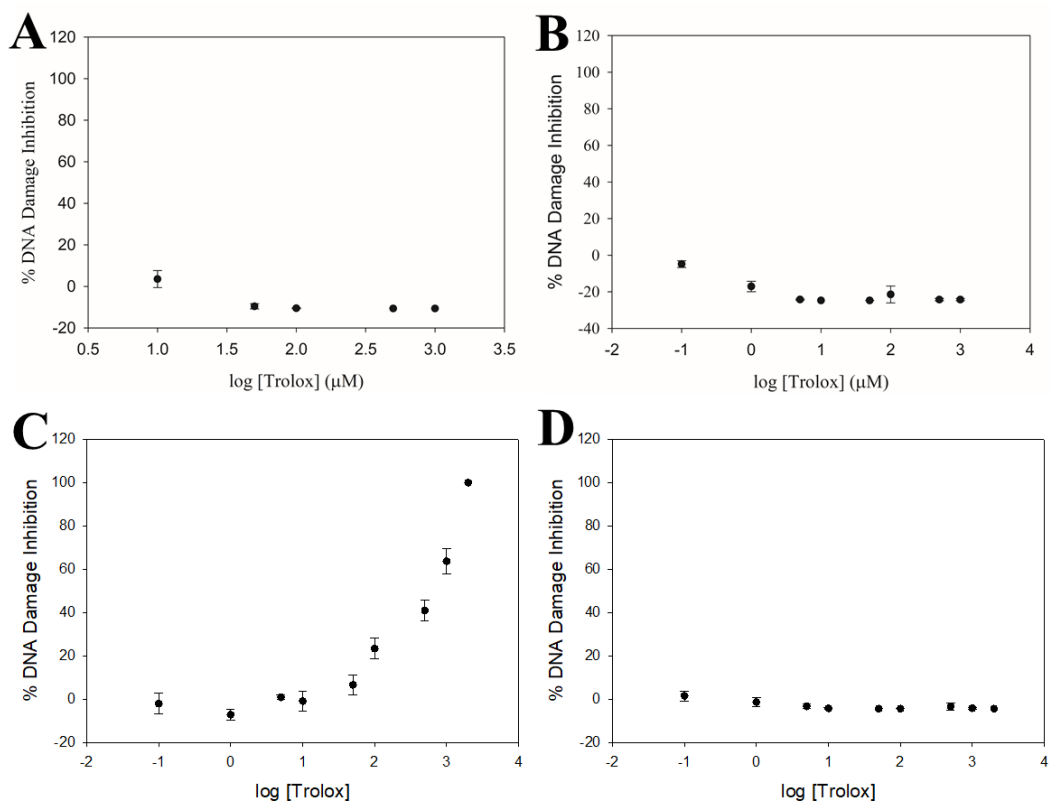 A
% DNA Damage Inhibition
120
100
80
60
40
20
0
-20
0.5 1.0 1.5 2.0 2.5 3.0 3.5
log [Trolox] (μM)
B
% DNA Damage Inhibition
120
100
80
60
40
20
0
-20
-40
-2 -1 0 1 2 3 4
log [Trolox] (μM)
C
% DNA Damage Inhibition
120
100
80
60
40
20
0
-20
-2 -1 0 1 2 3 4
log [Trolox]
D
% DNA Damage Inhibition
120
100
80
60
40
20
0
-20
-2 -1 0 1 2 3 4
log [Trolox]